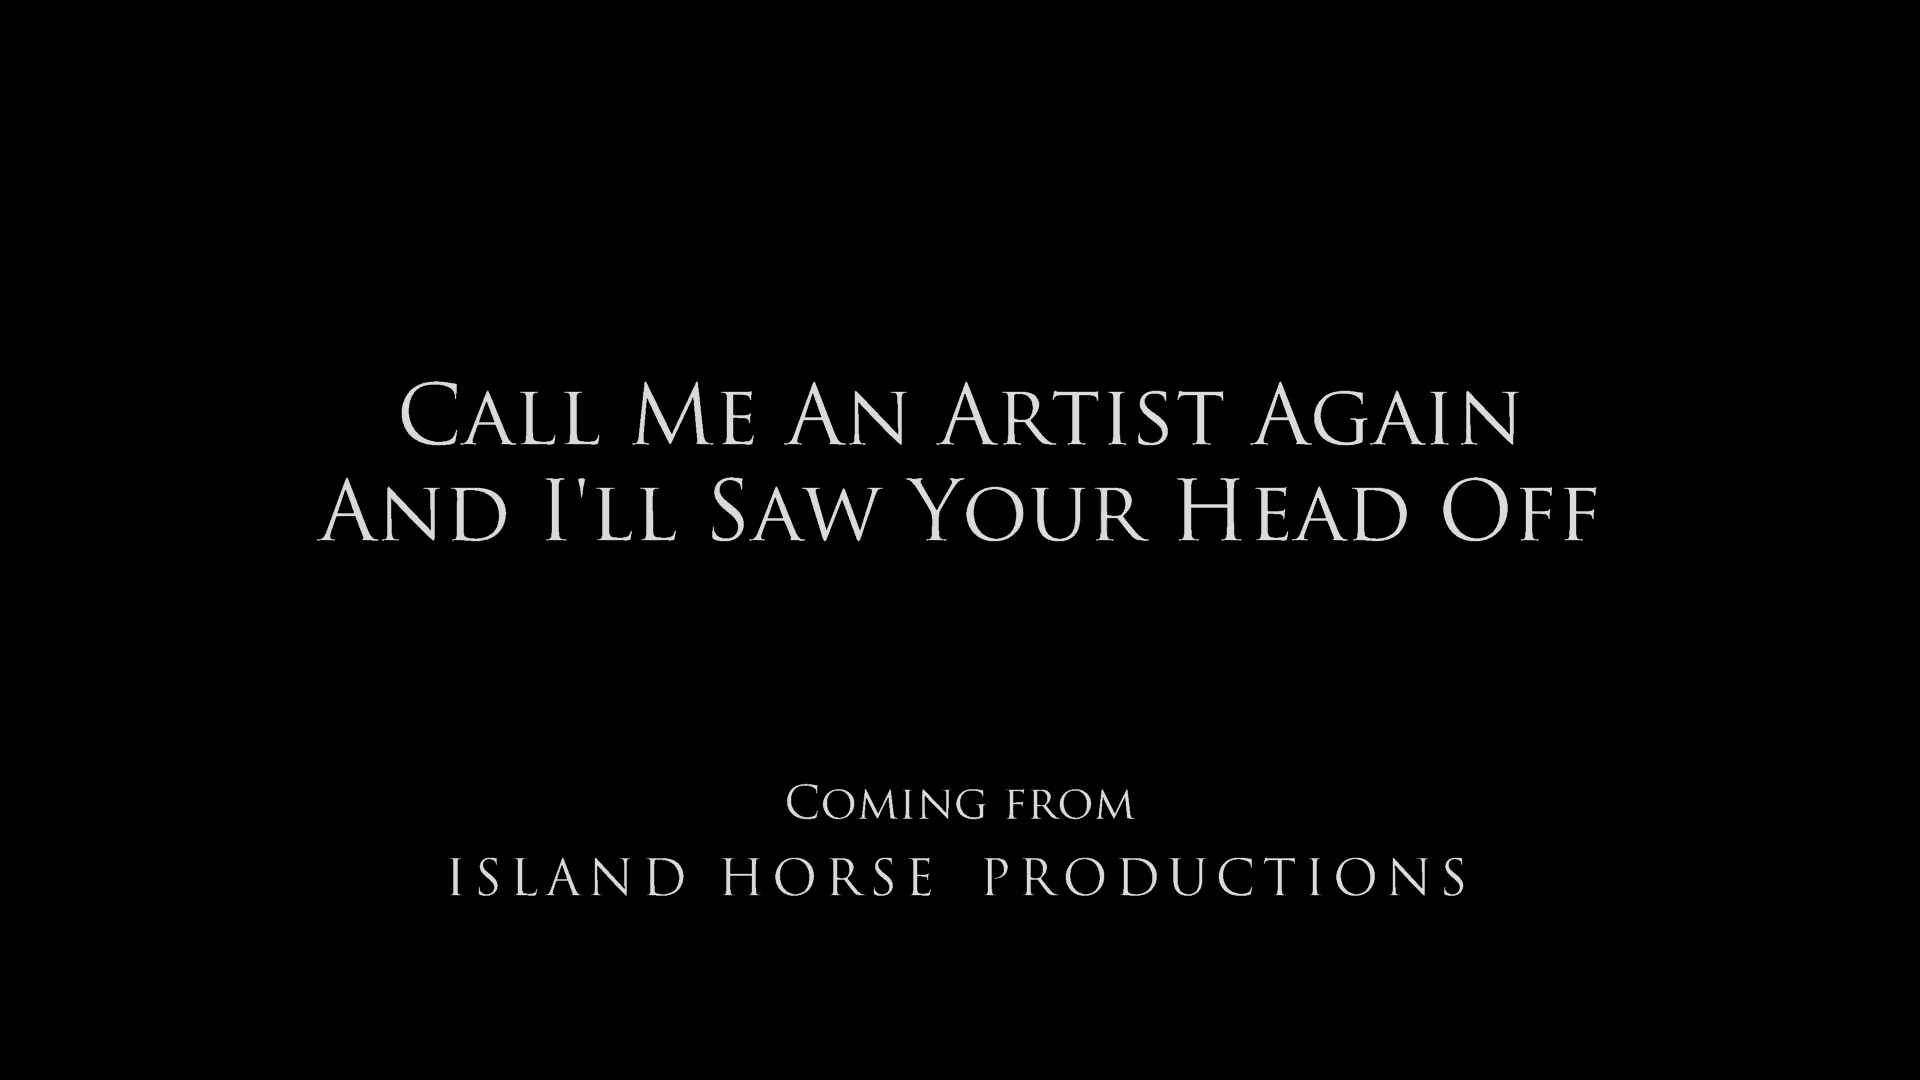 Call Me An Artist Again
And I'll Saw Your Head Off
Coming from
ISLAND HORSE PRODUCTIONS